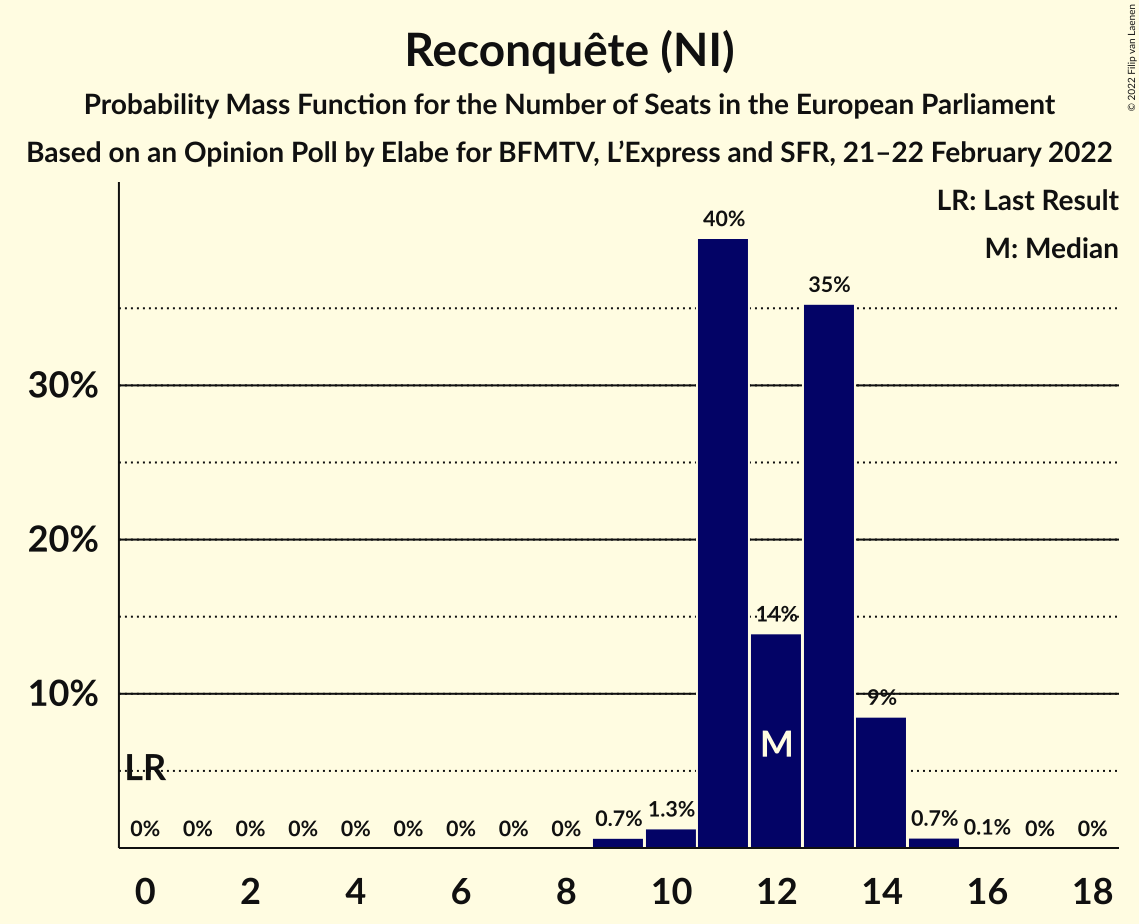 Reconquête (NI)
Probability Mass Function for the Number of Seats in the European Parliament
Based on an Opinion Poll by Elabe for BFMTV, L’Express and SFR, 21–22 February 2022
© 2022 Filip van Laenen
LR: Last Result
M: Median
40%
35%
30%
20%
14%
10%
9%
M
LR
0% 0% 0% 0% 0% 0% 0% 0% 0% 0.7% 1.3% 0.7% 0.1% 0% 0%
0 2 4 6 8 10 12 14 16 18